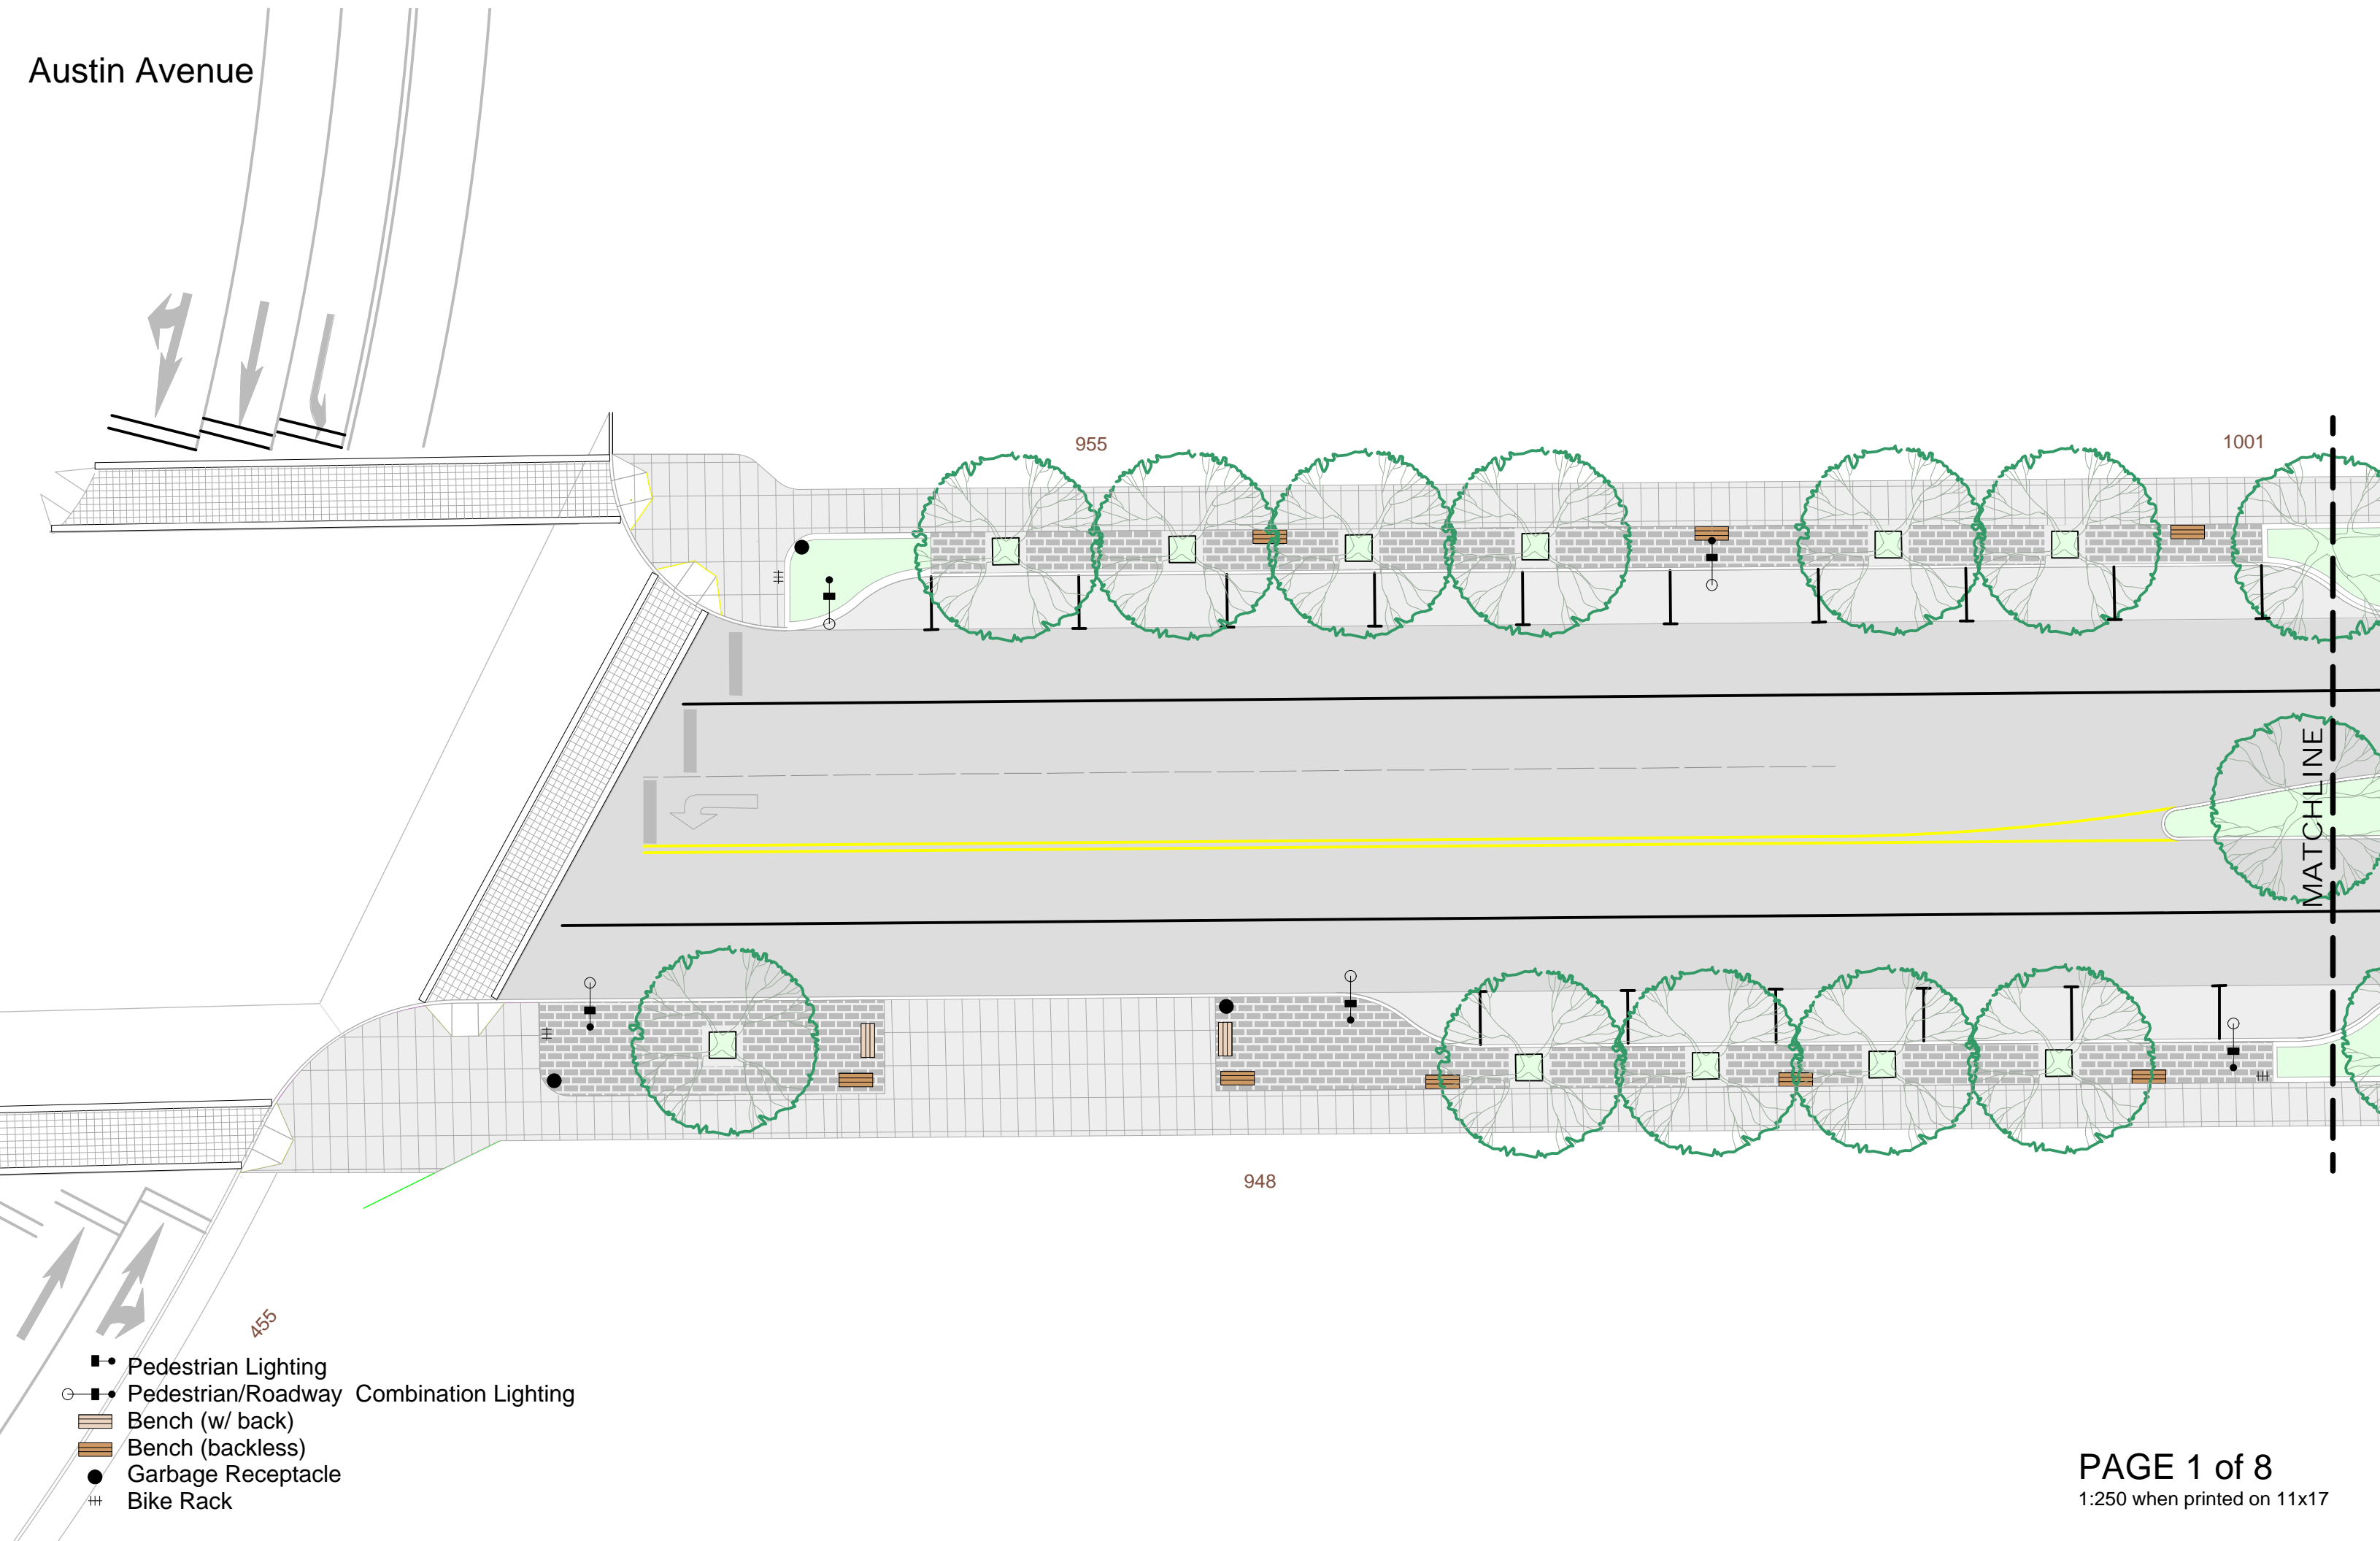 Austin Avenue
955
1001
MATCHLINE
948
455
Pedestrian Lighting
Pedestrian/Roadway Combination Lighting
Bench (w/ back)
Bench (backless)
Garbage Receptacle
Bike Rack
PAGE 1 of 8
1:250 when printed on 11x17